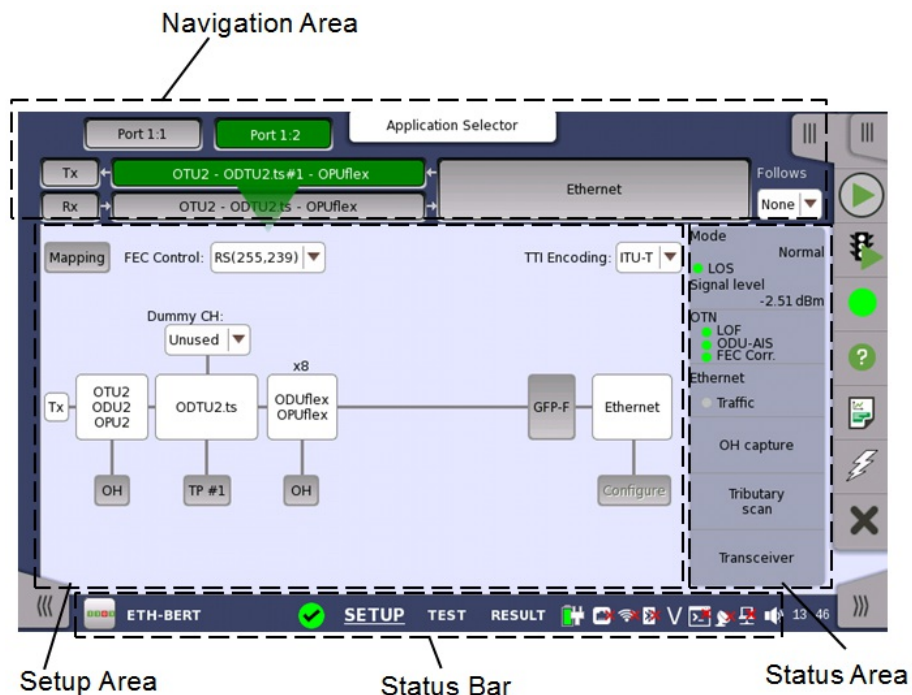 Navigation Area
Port 1:1
Port 1:2
Application Selector
Tx
OTU2 - ODTU2.ts#1 - OPUflex
Ethernet
Follows
Rx
OTU2 - ODTU2.ts - OPUflex
None
Mapping
FEC Control:
RS(255,239)
TTI Encoding:
ITU-T
Mode
Normal
LOS
Signal level
-2.51 dBm
OTN
LOF
ODU-AIS
FEC Corr.
Ethernet
Traffic
OH capture
Tributary
scan
Transceiver
Dummy CH:
Unused
x8
Tx
OTU2
ODU2
OPU2
ODTU2.ts
ODUflex
OPUflex
GFP-F
Ethernet
OH
TP #1
OH
Configure
ETH-BERT
SETUP
TEST
RESULT
V
13 46
Setup Area
Status Bar
Status Area